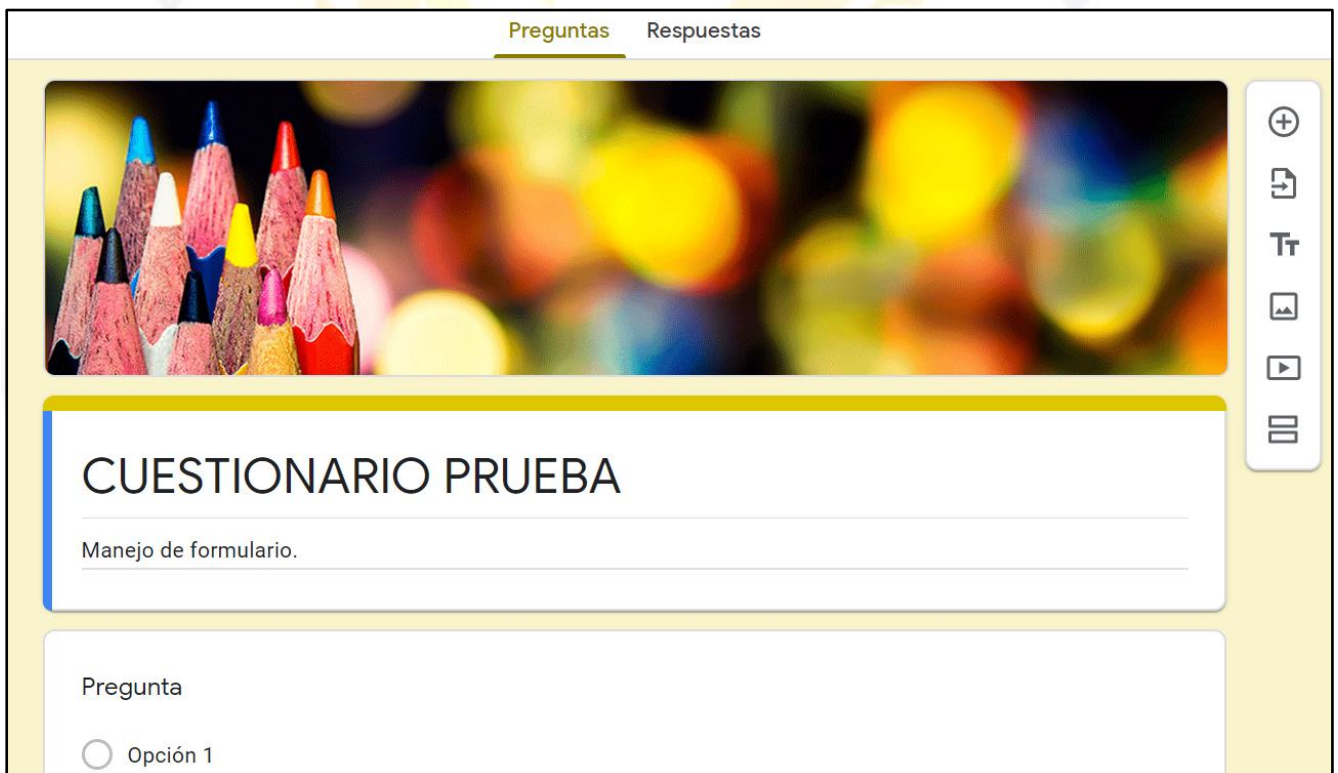 Preguntas Respuestas
CUESTIONARIO PRUEBA
Manejo de formulario.
Pregunta
Opción 1